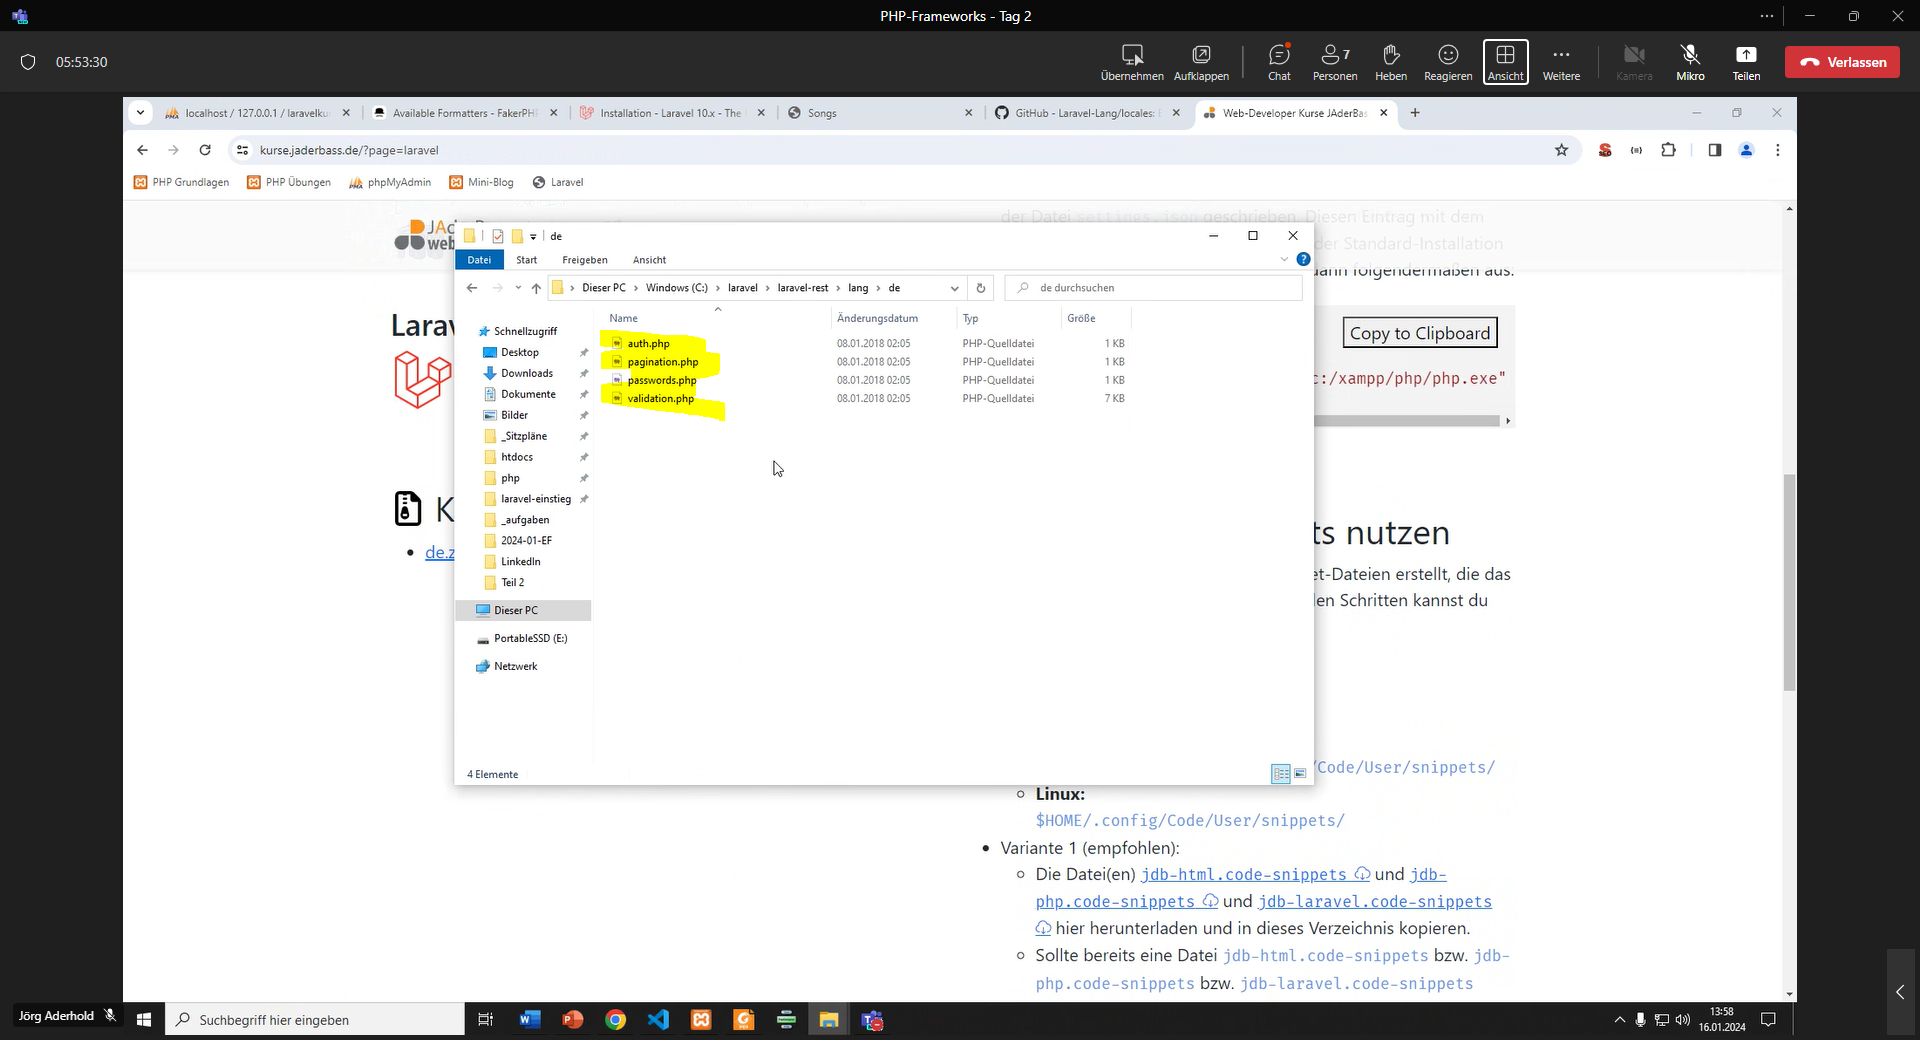 PHP-Frameworks - Tag 2
05:53:30
Übernehmen
Aufklappen
Chat
7
Personen
Heben
Reagieren
Ansicht
Weitere
Kamera
Mikro
Teilen
Verlassen
localhost / 127.0.0.1 / laravelku
Available Formatters - FakerPHP
Installation - Laravel 10.x - The
Songs
GitHub - Laravel-Lang/locales:
Web-Developer Kurse JAderBas
kurse.jaderbass.de/?page=laravel
PHP Grundlagen
PHP Übungen
phpMyAdmin
Mini-Blog
Laravel
JAde
web
der Datei settings.json geschrieben. Diesen Eintrag mit dem
der Standard-Installation
dann folgendermaßen aus:
Copy to Clipboard
c:/xampp/php/php.exe"
Larav
K
de.z
de
Datei
Start
Freigeben
Ansicht
Dieser PC
Windows (C:)
laravel
laravel-rest
lang
de
de durchsuchen
Schnellzugriff
Desktop
Downloads
Dokumente
Bilder
_Sitzpläne
htdocs
php
laravel-einstieg
_aufgaben
2024-01-EF
LinkedIn
Teil 2
Dieser PC
PortableSSD (E:)
Netzwerk
Name Änderungsdatum Typ Größe
auth.php 08.01.2018 02:05 PHP-Quelldatei 1 KB
pagination.php 08.01.2018 02:05 PHP-Quelldatei 1 KB
passwords.php 08.01.2018 02:05 PHP-Quelldatei 1 KB
validation.php 08.01.2018 02:05 PHP-Quelldatei 7 KB
4 Elemente
ts nutzen
et-Dateien erstellt, die das
len Schritten kannst du
/Code/User/snippets/
Linux:
$HOME/.config/Code/User/snippets/
Variante 1 (empfohlen):
Die Datei(en) jdb-html.code-snippets und jdb-
php.code-snippets und jdb-laravel.code-snippets
hier herunterladen und in dieses Verzeichnis kopieren.
Sollte bereits eine Datei jdb-html.code-snippets bzw. jdb-
php.code-snippets bzw. jdb-laravel.code-snippets
Jörg Aderhold
Suchbegriff hier eingeben
13:58
16.01.2024